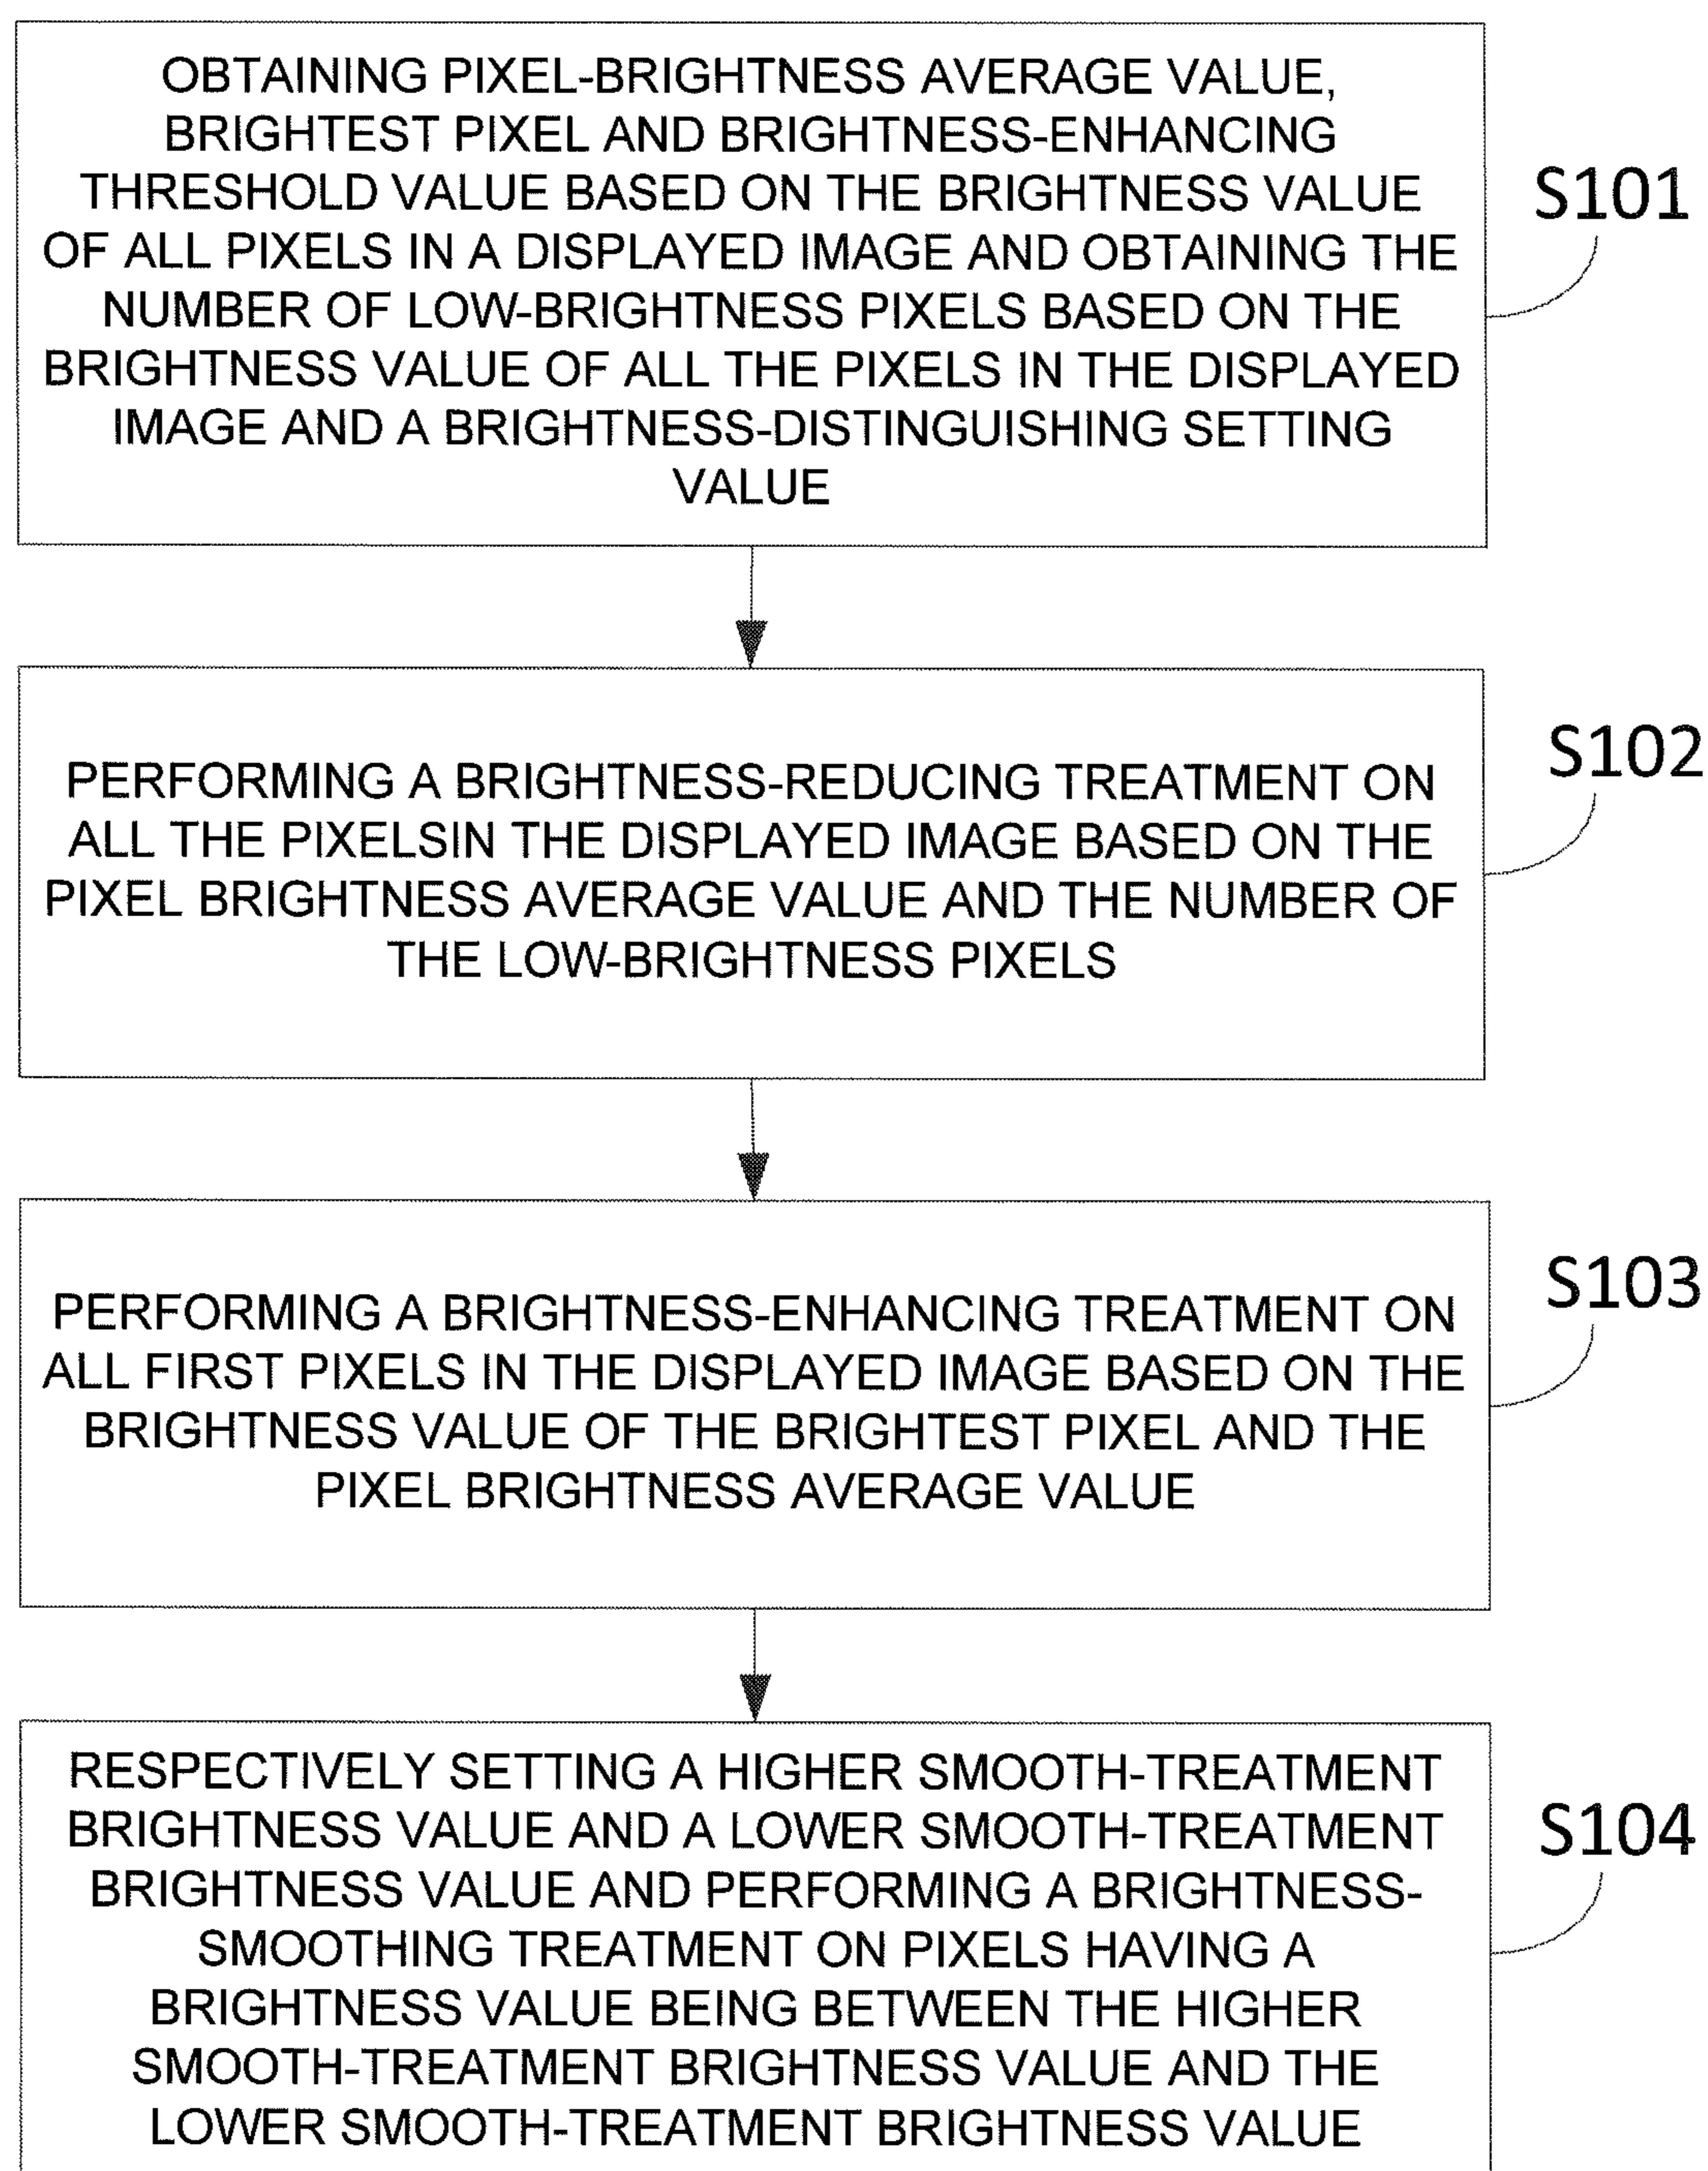 OBTAINING PIXEL-BRIGHTNESS AVERAGE VALUE,
BRIGHTEST PIXEL AND BRIGHTNESS-ENHANCING
THRESHOLD VALUE BASED ON THE BRIGHTNESS VALUE
OF ALL PIXELS IN A DISPLAYED IMAGE AND OBTAINING THE
NUMBER OF LOW-BRIGHTNESS PIXELS BASED ON THE
BRIGHTNESS VALUE OF ALL THE PIXELS IN THE DISPLAYED
IMAGE AND A BRIGHTNESS-DISTINGUISHING SETTING
VALUE
S101
PERFORMING A BRIGHTNESS-REDUCING TREATMENT ON
ALL THE PIXELSIN THE DISPLAYED IMAGE BASED ON THE
PIXEL BRIGHTNESS AVERAGE VALUE AND THE NUMBER OF
THE LOW-BRIGHTNESS PIXELS
S102
PERFORMING A BRIGHTNESS-ENHANCING TREATMENT ON
ALL FIRST PIXELS IN THE DISPLAYED IMAGE BASED ON THE
BRIGHTNESS VALUE OF THE BRIGHTEST PIXEL AND THE
PIXEL BRIGHTNESS AVERAGE VALUE
S103
RESPECTIVELY SETTING A HIGHER SMOOTH-TREATMENT
BRIGHTNESS VALUE AND A LOWER SMOOTH-TREATMENT
BRIGHTNESS VALUE AND PERFORMING A BRIGHTNESS-
SMOOTHING TREATMENT ON PIXELS HAVING A
BRIGHTNESS VALUE BEING BETWEEN THE HIGHER
SMOOTH-TREATMENT BRIGHTNESS VALUE AND THE
LOWER SMOOTH-TREATMENT BRIGHTNESS VALUE
S104